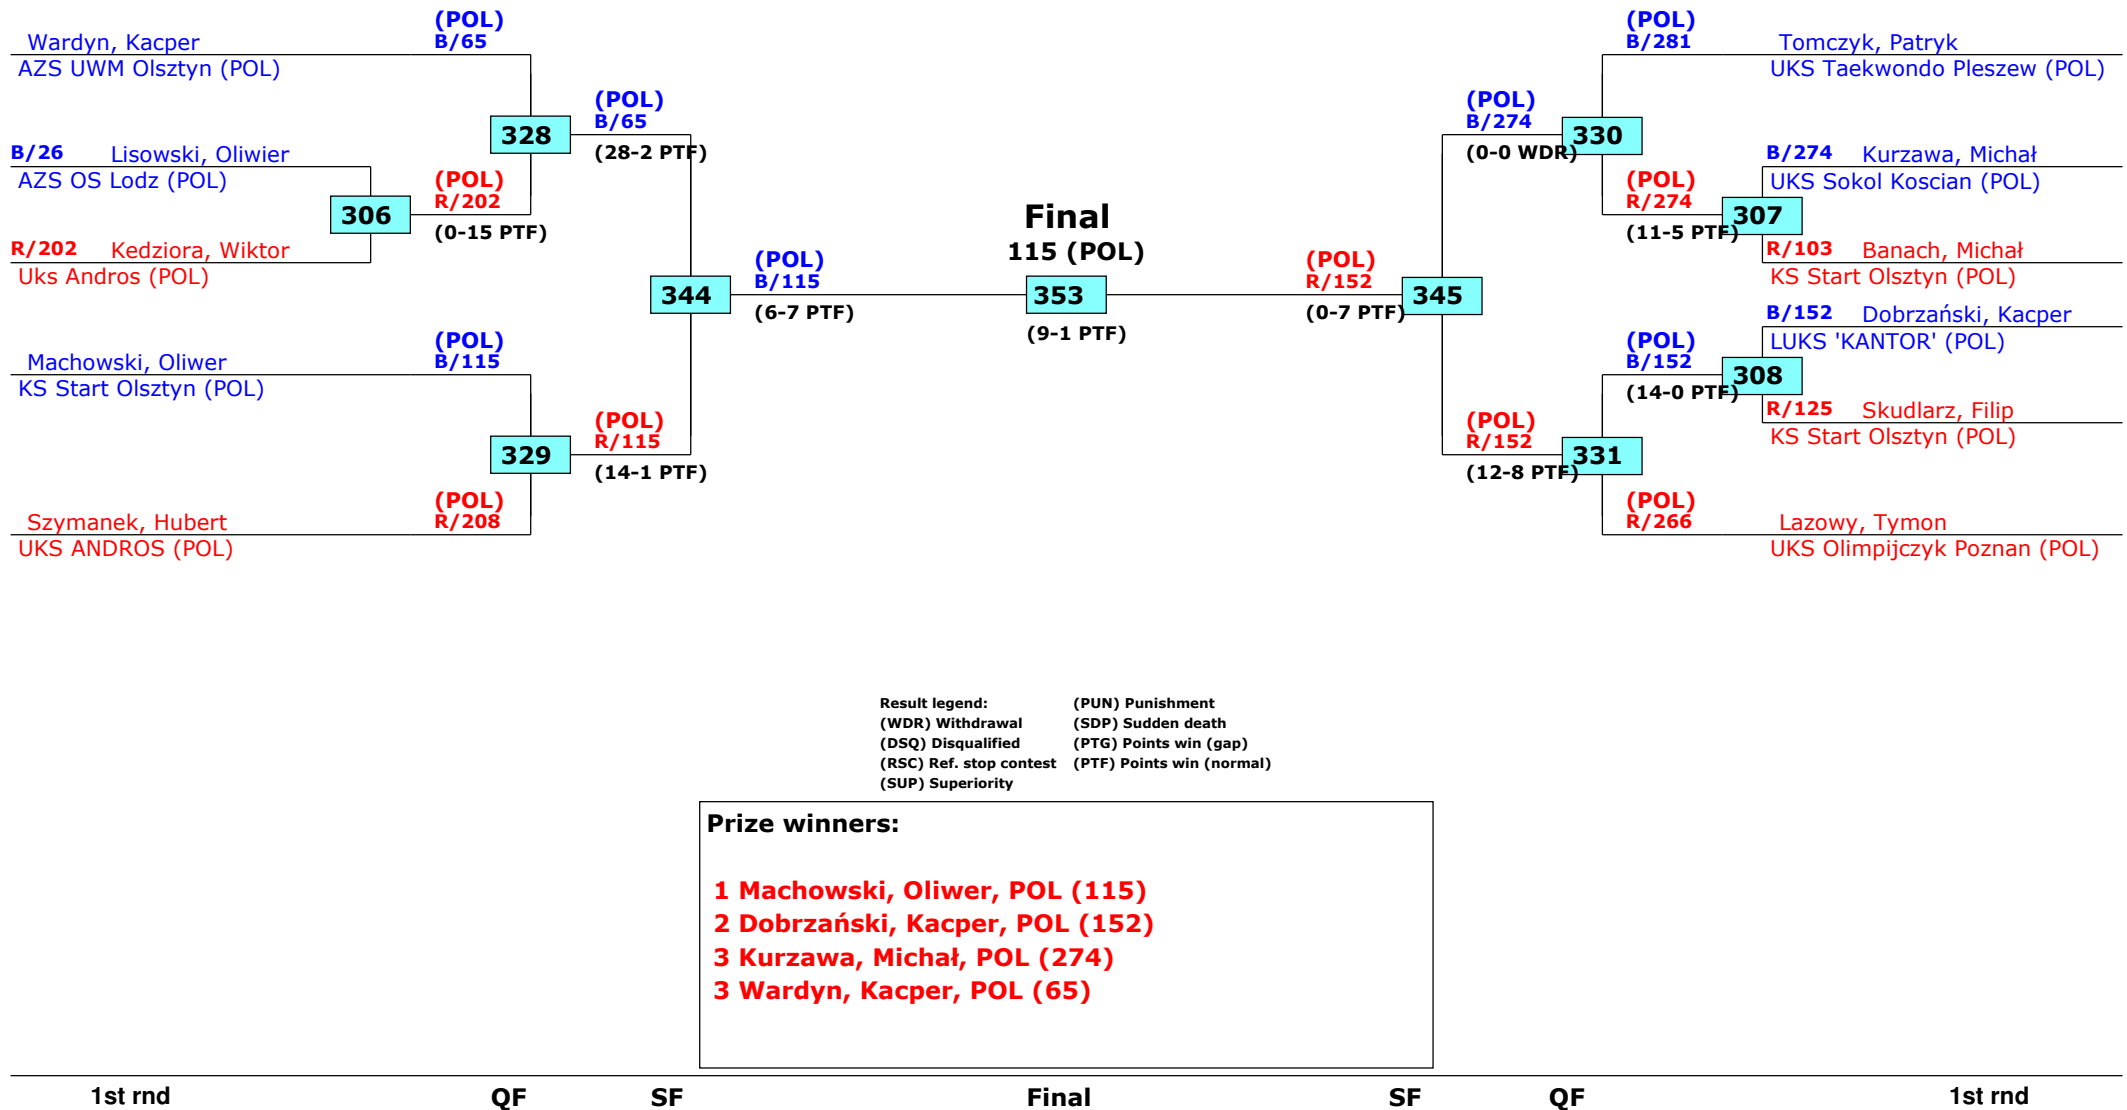 (POL)
B/65
Wardyn, Kacper
AZS UWM Olsztyn (POL)
328
(POL)
B/65
(28-2 PTF)
B/26 Lisowski, Oliwier
AZS OS Lodz (POL)
306
(POL)
R/202
(0-15 PTF)
R/202 Kedziora, Wiktor
Uks Andros (POL)
344
(POL)
B/115
(6-7 PTF)
Machowski, Oliwer
KS Start Olsztyn (POL)
(POL)
B/115
329
(POL)
R/115
(14-1 PTF)
(POL)
R/208
Szymanek, Hubert
UKS ANDROS (POL)
Final
115 (POL)
353
(9-1 PTF)
(POL)
R/152
(0-7 PTF)
345
(POL)
B/274
(0-0 WDR)
330
(POL)
B/281
Tomczyk, Patryk
UKS Taekwondo Pleszew (POL)
B/274 Kurzawa, Michał
UKS Sokol Koscian (POL)
(POL)
R/274
(11-5 PTF)
307
R/103 Banach, Michał
KS Start Olsztyn (POL)
B/152 Dobrzański, Kacper
LUKS 'KANTOR' (POL)
(POL)
B/152
(14-0 PTF)
308
R/125 Skudlarz, Filip
KS Start Olsztyn (POL)
(POL)
R/152
(12-8 PTF)
331
(POL)
R/266
Lazowy, Tymon
UKS Olimpijczyk Poznan (POL)
Result legend: (PUN) Punishment
(WDR) Withdrawal (SDP) Sudden death
(DSQ) Disqualified (PTG) Points win (gap)
(RSC) Ref. stop contest (PTF) Points win (normal)
(SUP) Superiority
Prize winners:
1 Machowski, Oliwer, POL (115)
2 Dobrzański, Kacper, POL (152)
3 Kurzawa, Michał, POL (274)
3 Wardyn, Kacper, POL (65)
1st rnd QF SF Final SF QF 1st rnd